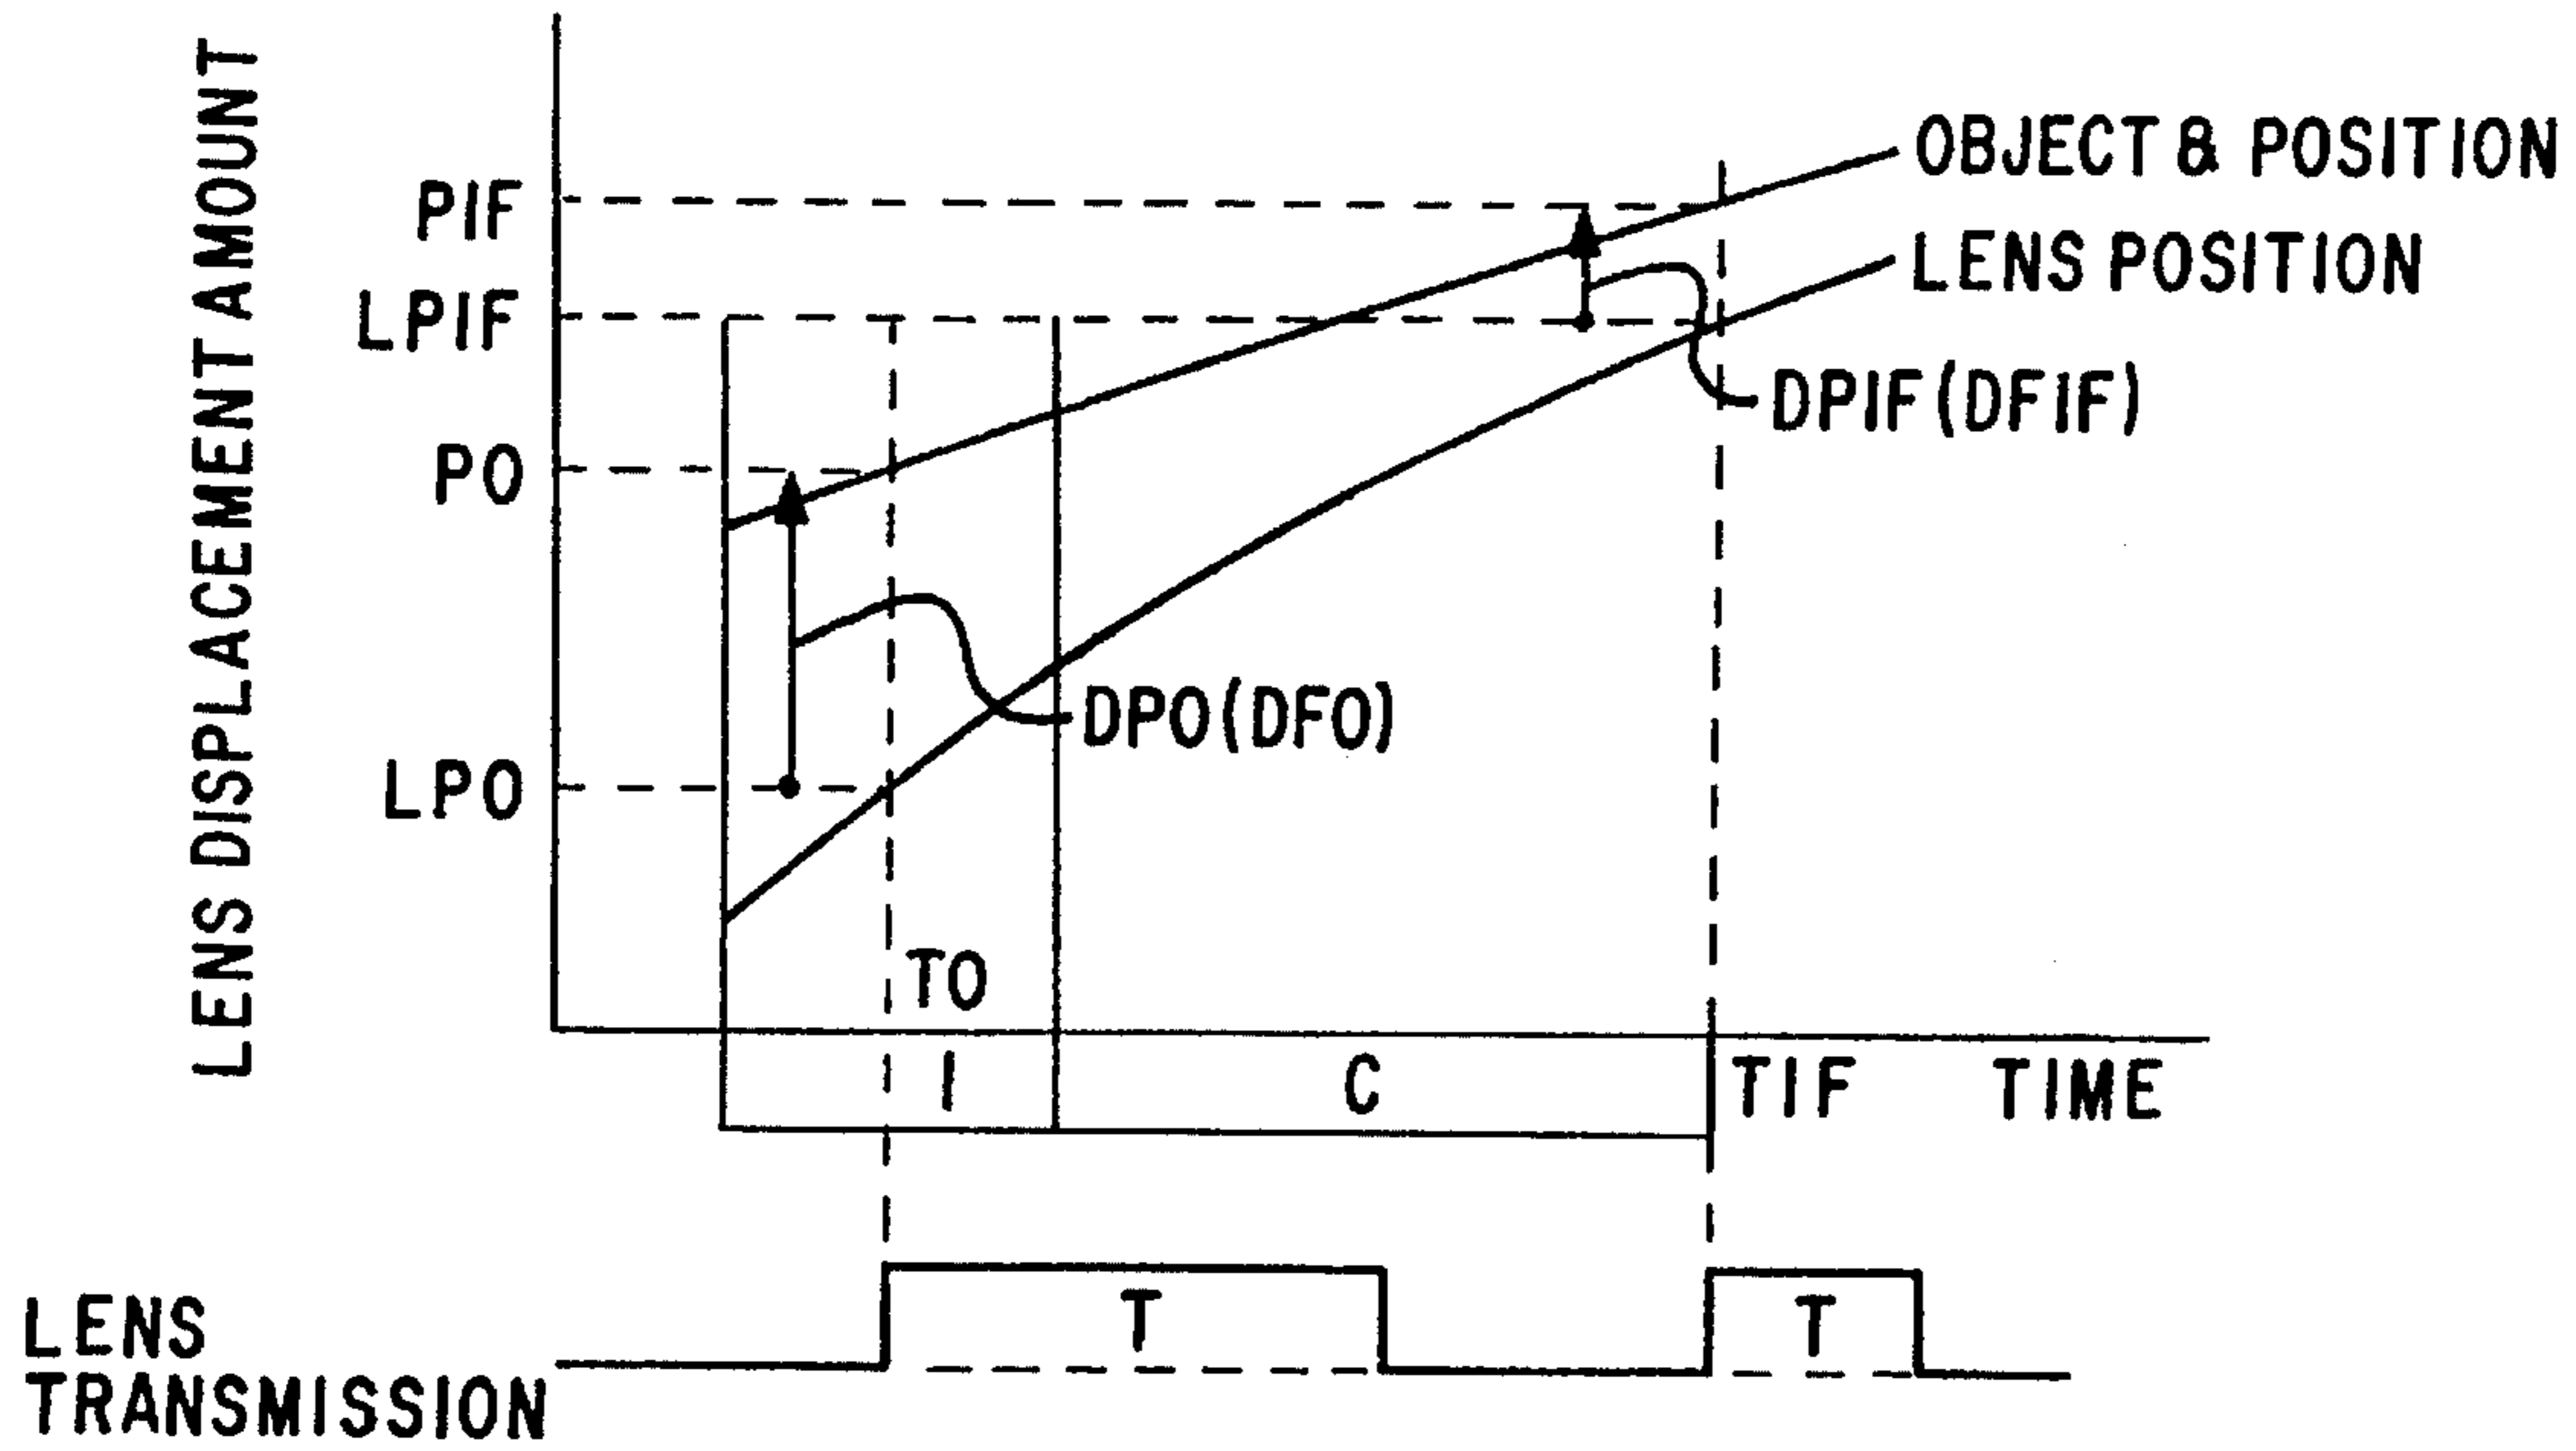 LENS DISPLACEMENT AMOUNT
PIF
LPIF
PO
LPO
OBJECT & POSITION
LENS POSITION
DPIF(DFIF)
DPO(DFO)
TO
I
C
TIF
TIME
LENS
TRANSMISSION
T
T